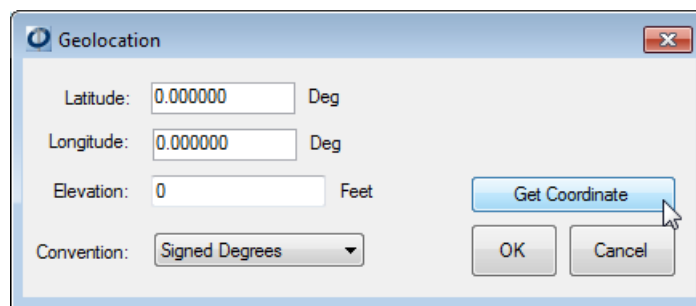 Geolocation
Latitude: 0.000000 Deg
Longitude: 0.000000 Deg
Elevation: 0 Feet
Get Coordinate
Convention: Signed Degrees
OK Cancel